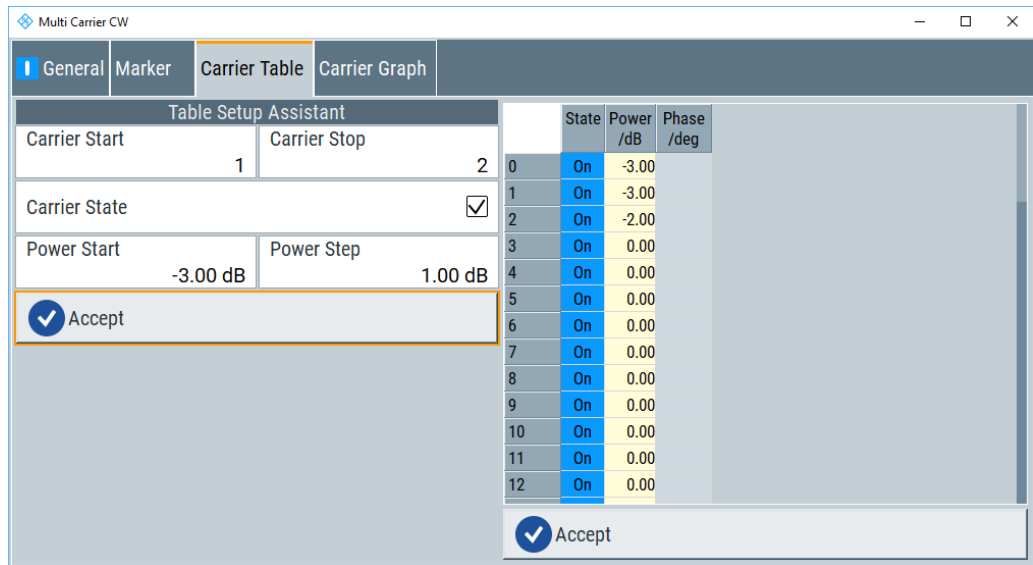 Multi Carrier CW
General Marker Carrier Table Carrier Graph
Table Setup Assistant
Carrier Start Carrier Stop
1 2
Carrier State
Power Start Power Step
-3.00 dB 1.00 dB
Accept
State Power Phase
/dB /deg
0 On -3.00
1 On -3.00
2 On -2.00
3 On 0.00
4 On 0.00
5 On 0.00
6 On 0.00
7 On 0.00
8 On 0.00
9 On 0.00
10 On 0.00
11 On 0.00
12 On 0.00
Accept